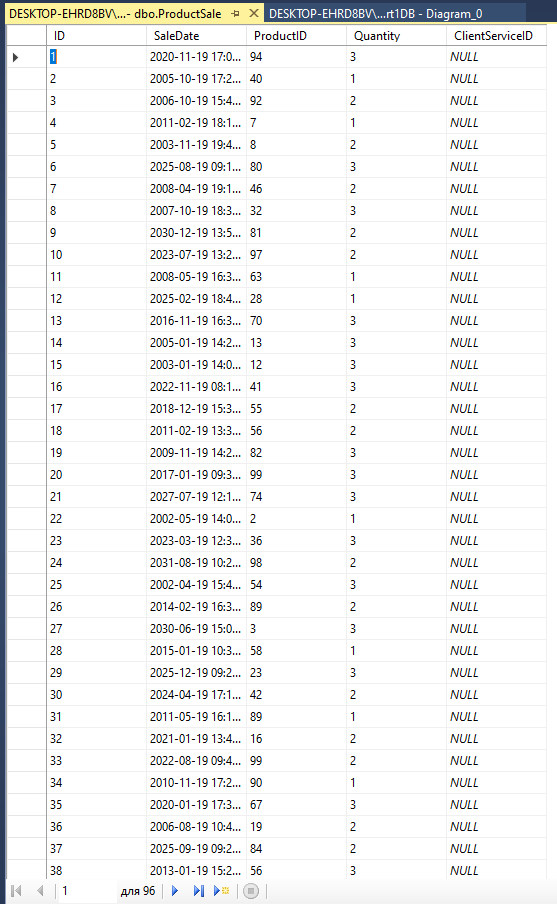 DESKTOP-EHRD8BV\...- dbo.ProductSale DESKTOP-EHRD8BV\...rt1DB - Diagram_0
ID SaleDate ProductID Quantity ClientServiceID
1 2020-11-19 17:0... 94 3 NULL
2 2005-10-19 17:2... 40 1 NULL
3 2006-10-19 15:4... 92 2 NULL
4 2011-02-19 18:1... 7 1 NULL
5 2003-11-19 19:4... 8 2 NULL
6 2025-08-19 09:1... 80 3 NULL
7 2008-04-19 19:1... 46 2 NULL
8 2007-10-19 18:3... 32 3 NULL
9 2030-12-19 13:5... 81 2 NULL
10 2023-07-19 13:2... 97 2 NULL
11 2008-05-19 16:3... 63 1 NULL
12 2025-02-19 18:4... 28 1 NULL
13 2016-11-19 16:3... 70 3 NULL
14 2005-01-19 14:2... 13 3 NULL
15 2003-01-19 14:0... 12 3 NULL
16 2022-11-19 08:1... 41 3 NULL
17 2018-12-19 15:3... 55 2 NULL
18 2011-02-19 13:3... 56 2 NULL
19 2009-11-19 14:2... 82 3 NULL
20 2017-01-19 09:3... 99 3 NULL
21 2027-07-19 12:1... 74 3 NULL
22 2002-05-19 14:0... 2 1 NULL
23 2023-03-19 12:3... 36 3 NULL
24 2031-08-19 10:2... 98 2 NULL
25 2002-04-19 15:4... 54 3 NULL
26 2014-02-19 16:3... 89 2 NULL
27 2030-06-19 15:0... 3 3 NULL
28 2015-01-19 10:3... 58 1 NULL
29 2025-12-19 09:2... 23 3 NULL
30 2024-04-19 17:1... 42 2 NULL
31 2011-05-19 16:1... 89 1 NULL
32 2021-01-19 13:4... 16 2 NULL
33 2022-08-19 09:4... 99 2 NULL
34 2010-11-19 17:2... 90 1 NULL
35 2020-01-19 17:3... 67 3 NULL
36 2006-08-19 10:4... 19 2 NULL
37 2025-09-19 09:2... 84 2 NULL
38 2013-01-19 15:2... 56 3 NULL
1 для 96